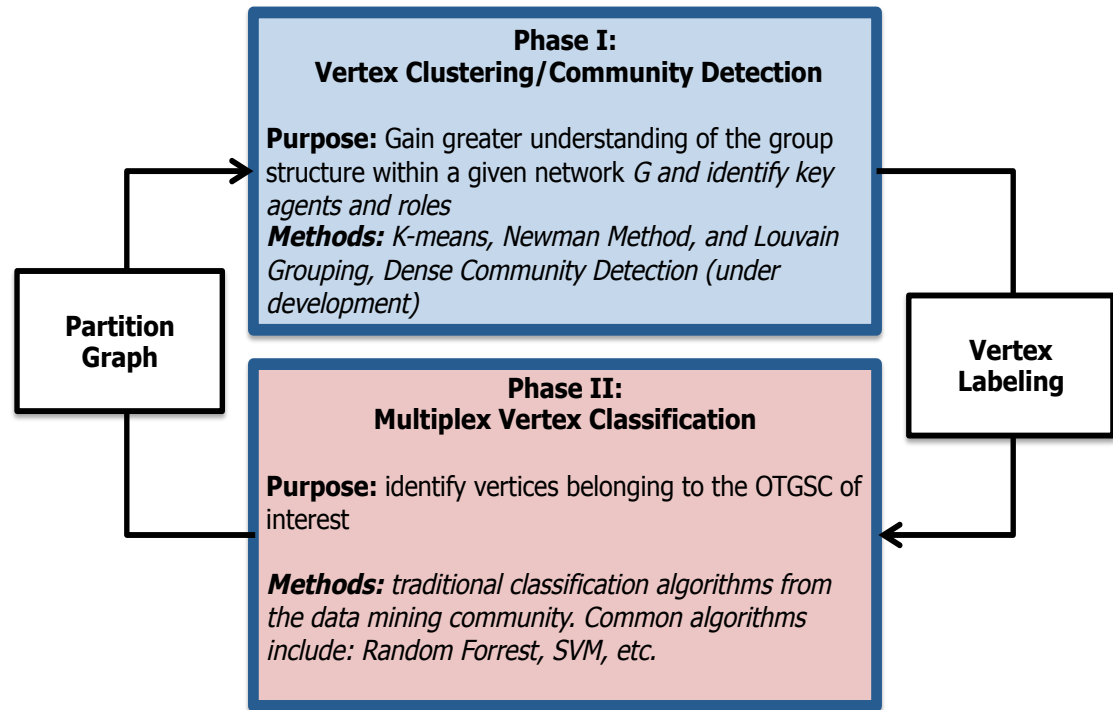 Phase I:
Vertex Clustering/Community Detection
Purpose: Gain greater understanding of the group
structure within a given network G and identify key
agents and roles
Methods: K-means, Newman Method, and Louvain
Grouping, Dense Community Detection (under
development)
Partition
Graph
Vertex
Labeling
Phase II:
Multiplex Vertex Classification
Purpose: identify vertices belonging to the OTGSC of
interest
Methods: traditional classification algorithms from
the data mining community. Common algorithms
include: Random Forrest, SVM, etc.